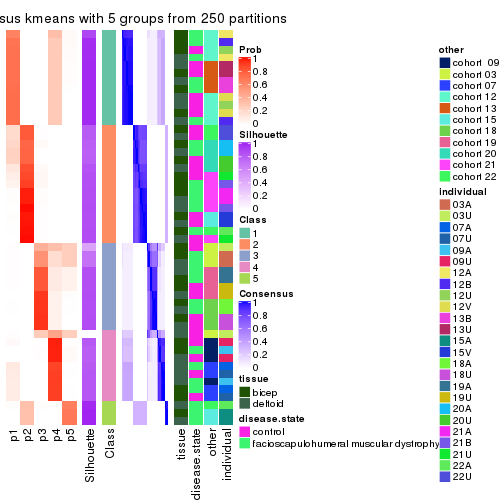 sus kmeans with 5 groups from 250 partitions
p1
p2
p3
p4
p5
Silhouette
Class
tissue
disease.state
other
individual
Prob
1
0.8
0.6
0.4
0.2
0
Silhouette
1
0.8
0.6
0.4
0.2
0
Class
1
2
3
4
5
Consensus
1
0.8
0.6
0.4
0.2
0
tissue
bicep
deltoid
disease.state
control
facioscapulohumeral muscular dystrophy
other
cohort 09
cohort 03
cohort 07
cohort 12
cohort 13
cohort 15
cohort 18
cohort 19
cohort 20
cohort 21
cohort 22
individual
03A
03U
07A
07U
09A
09U
12A
12B
12U
12V
13B
13U
15A
15V
18A
18U
19A
19U
20A
20U
21A
21B
21U
22A
22U